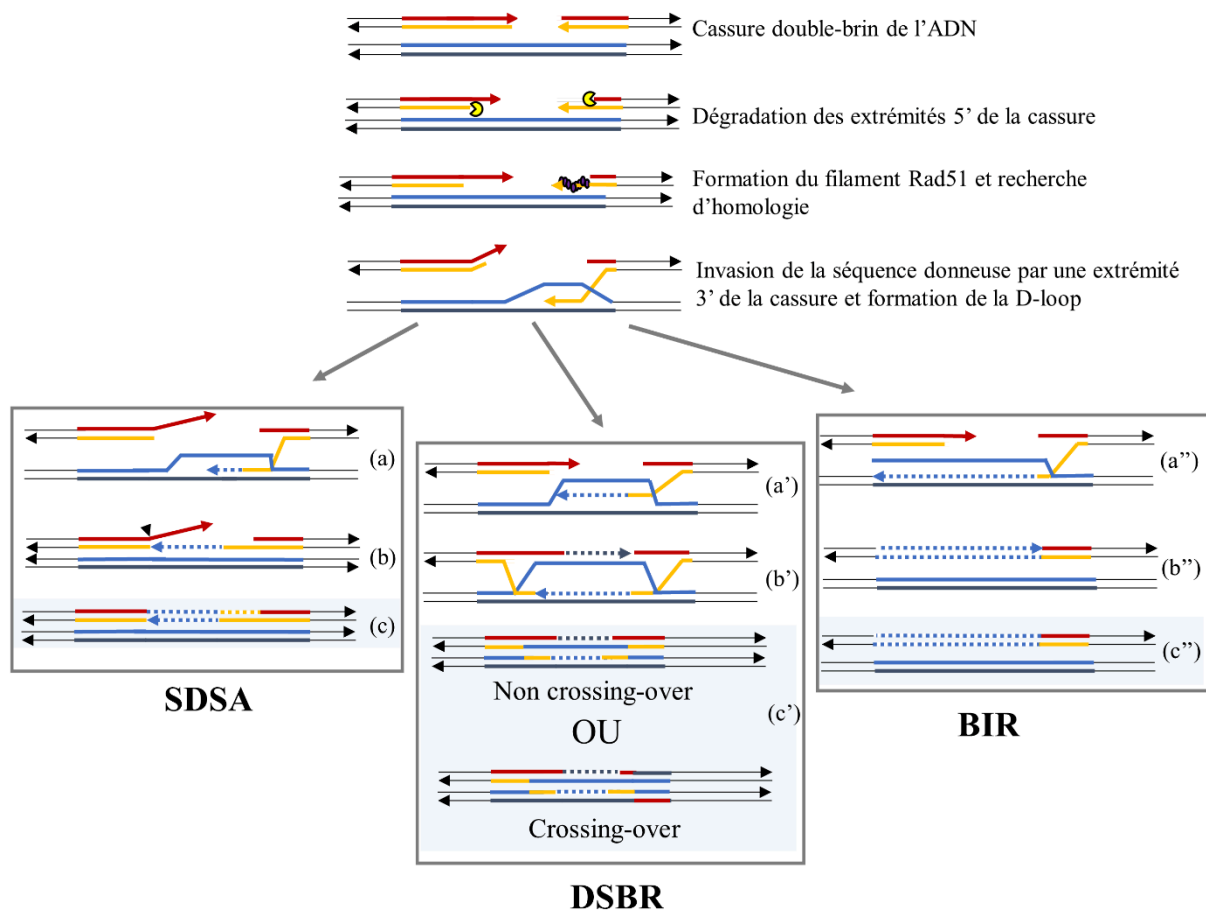 Cassure double-brin de l’ADN
Dégradation des extrémités 5’ de la cassure
Formation du filament Rad51 et recherche
d’homologie
Invasion de la séquence donneuse par une extrémité
3’ de la cassure et formation de la D-loop
(a)
(b)
(c)
SDSA
(a’)
(b’)
Non crossing-over
OU
(c’)
Crossing-over
DSBR
(a’’)
(b’’)
(c’’)
BIR